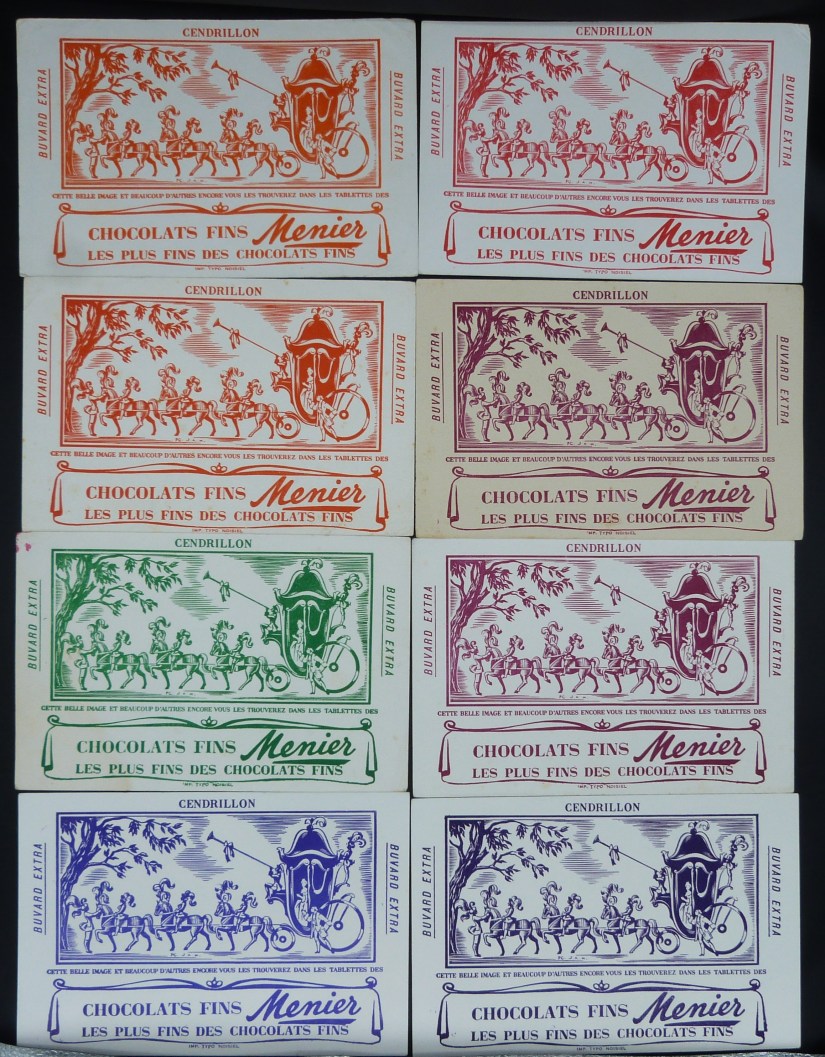 CENDRILLON
BUVARD EXTRA
BUVARD EXTRA
CETTE BELLE IMAGE ET BEAUCOUP D'AUTRES ENCORE VOUS LES TROUVEREZ DANS LES TABLETTES DES
CHOCOLATS FINS Menier
LES PLUS FINS DES CHOCOLATS FINS
IMP. TYPO NOISIEL
CENDRILLON
BUVARD EXTRA
BUVARD EXTRA
CETTE BELLE IMAGE ET BEAUCOUP D'AUTRES ENCORE VOUS LES TROUVEREZ DANS LES TABLETTES DES
CHOCOLATS FINS Menier
LES PLUS FINS DES CHOCOLATS FINS
CENDRILLON
BUVARD EXTRA
BUVARD EXTRA
CETTE BELLE IMAGE ET BEAUCOUP D'AUTRES ENCORE VOUS LES TROUVEREZ DANS LES TABLETTES DES
CHOCOLATS FINS Menier
LES PLUS FINS DES CHOCOLATS FINS
IMP. TYPO NOISIEL
CENDRILLON
BUVARD EXTRA
BUVARD EXTRA
CETTE BELLE IMAGE ET BEAUCOUP D'AUTRES ENCORE VOUS LES TROUVEREZ DANS LES TABLETTES DES
CHOCOLATS FINS Menier
LES PLUS FINS DES CHOCOLATS FINS
IMP. TYPO NOISIEL
CENDRILLON
BUVARD EXTRA
BUVARD EXTRA
CETTE BELLE IMAGE ET BEAUCOUP D'AUTRES ENCORE VOUS LES TROUVEREZ DANS LES TABLETTES DES
CHOCOLATS FINS Menier
LES PLUS FINS DES CHOCOLATS FINS
IMP. TYPO NOISIEL
CENDRILLON
BUVARD EXTRA
BUVARD EXTRA
CETTE BELLE IMAGE ET BEAUCOUP D'AUTRES ENCORE VOUS LES TROUVEREZ DANS LES TABLETTES DES
CHOCOLATS FINS Menier
LES PLUS FINS DES CHOCOLATS FINS
IMP. TYPO NOISIEL
CENDRILLON
BUVARD EXTRA
BUVARD EXTRA
CETTE BELLE IMAGE ET BEAUCOUP D'AUTRES ENCORE VOUS LES TROUVEREZ DANS LES TABLETTES DES
CHOCOLATS FINS Menier
LES PLUS FINS DES CHOCOLATS FINS
IMP. TYPO NOISIEL
CENDRILLON
BUVARD EXTRA
BUVARD EXTRA
CETTE BELLE IMAGE ET BEAUCOUP D'AUTRES ENCORE VOUS LES TROUVEREZ DANS LES TABLETTES DES
CHOCOLATS FINS Menier
LES PLUS FINS DES CHOCOLATS FINS
IMP. TYPO NOISIEL